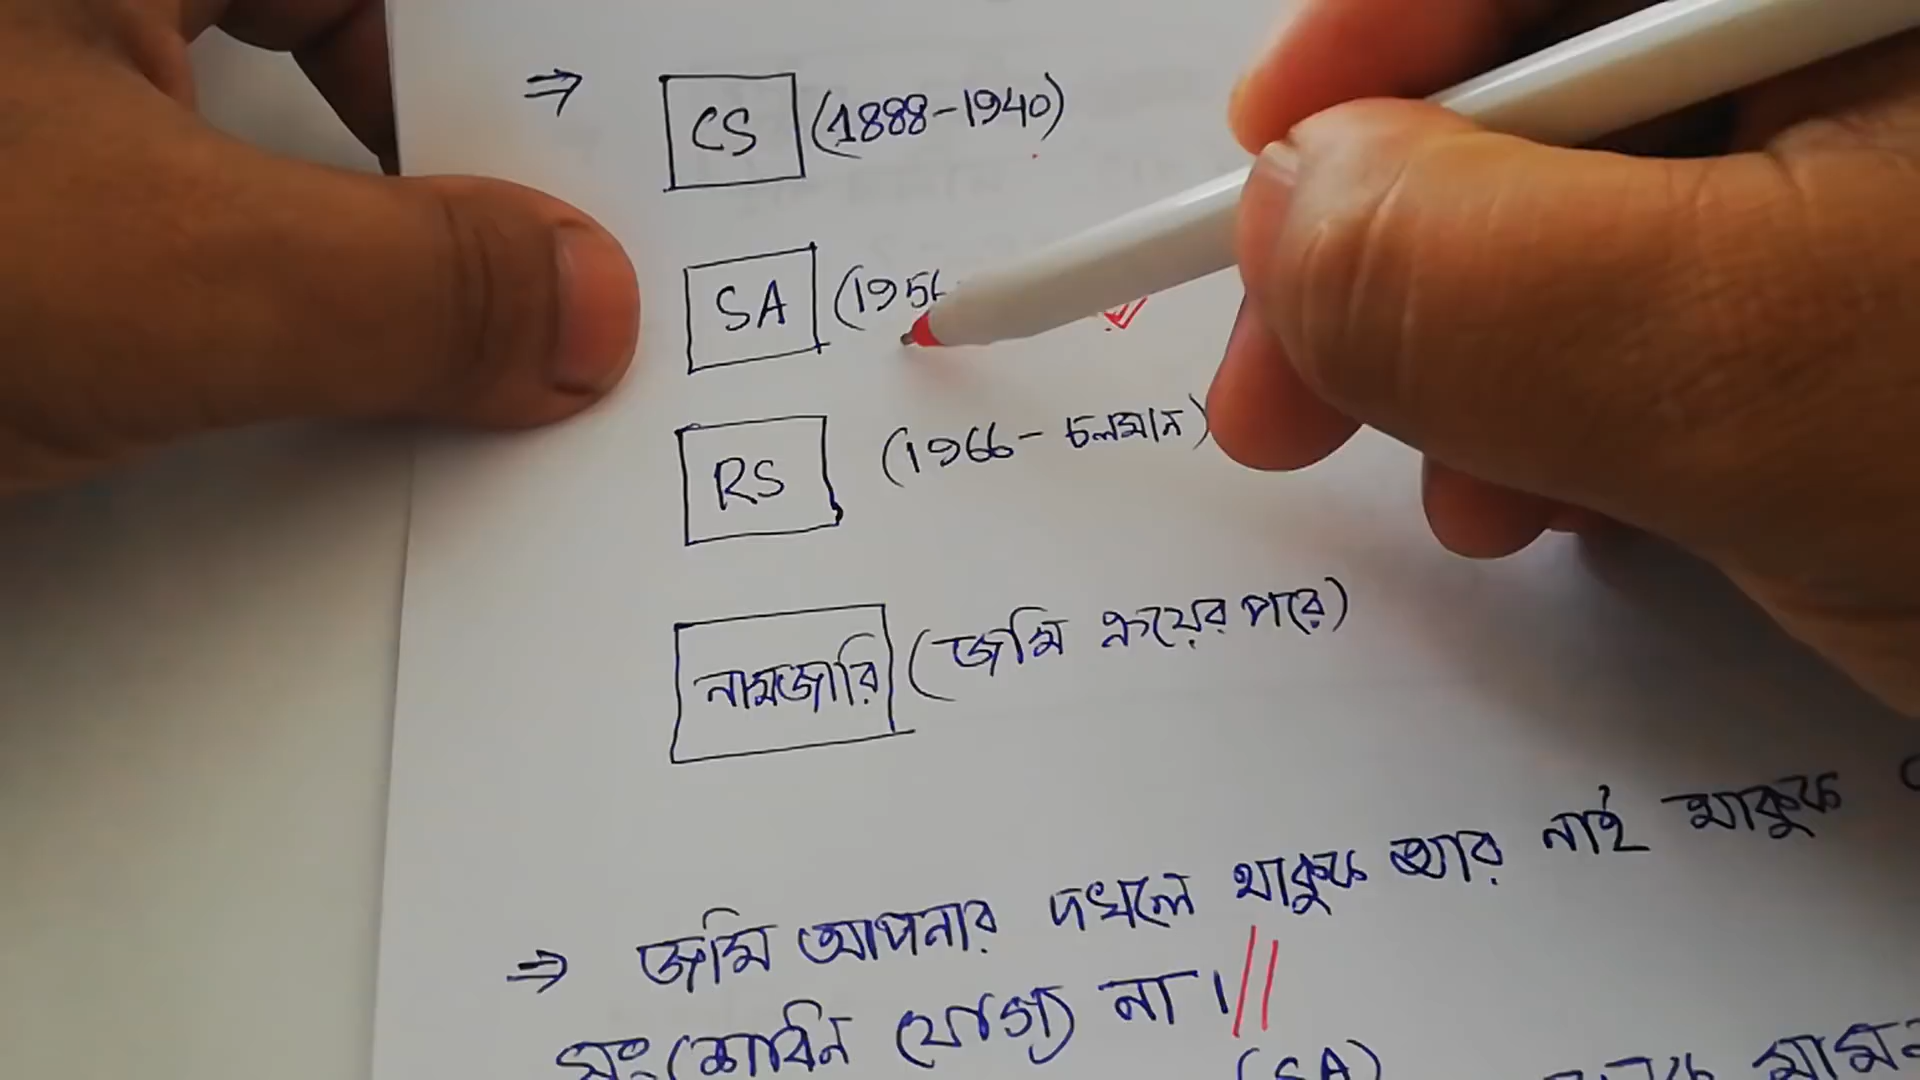 ⇒ CS (1888-1940)
SA (1956
RS (1966- চলমান)
নামজারি (জমি ক্রয়ের পরে)
⇒ জমি আপনার দখলে থাকুক আর নাই থাকুক
সংশোধন যোগ্য না।
(SA)